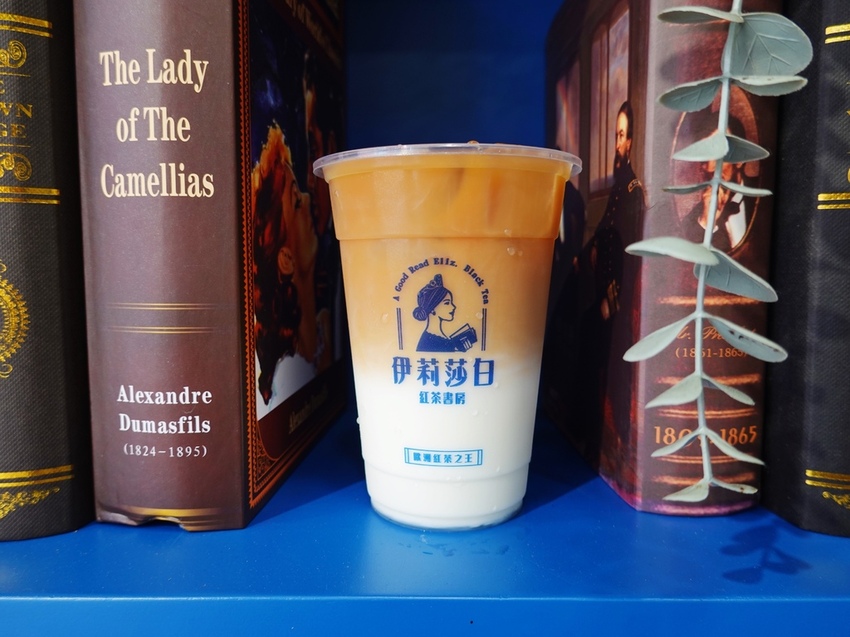 The Lady
of The
Camellias
Alexandre
Dumasfils
(1824–1895)
A Good Read Eliz. Black Tea
伊莉莎白
紅茶書房
歐洲紅茶之王
(1861-1865)
1865